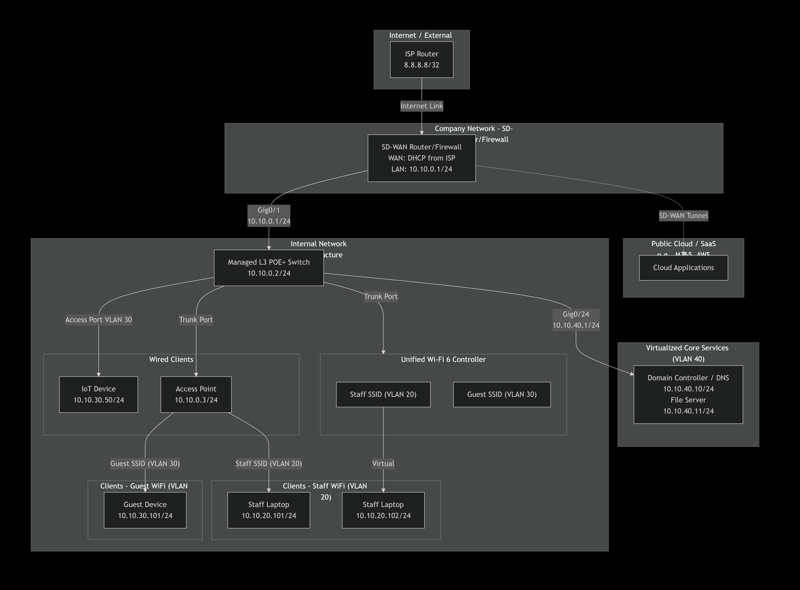 Internet / External
ISP Router
8.8.8.8/32
Internet Link
Company Network - SD-
r/Firewall
SD-WAN Router/Firewall
WAN: DHCP from ISP
LAN: 10.10.0.1/24
Gig0/1
10.10.0.1/24
SD-WAN Tunnel
Internal Network
cture
Managed L3 POE+ Switch
10.10.0.2/24
Public Cloud / SaaS
Cloud Applications
Access Port VLAN 30
Trunk Port
Trunk Port
Gig0/24
10.10.40.1/24
Wired Clients
IoT Device
10.10.30.50/24
Access Point
10.10.0.3/24
Unified Wi-Fi 6 Controller
Staff SSID (VLAN 20)
Guest SSID (VLAN 30)
Virtualized Core Services
(VLAN 40)
Domain Controller / DNS
10.10.40.10/24
File Server
10.10.40.11/24
Guest SSID (VLAN 30)
Staff SSID (VLAN 20)
Virtual
Clients - Guest WiFi (VLAN
Guest Device
10.10.30.101/24
Clients - Staff WiFi (VLAN
20)
Staff Laptop
10.10.20.101/24
Staff Laptop
10.10.20.102/24